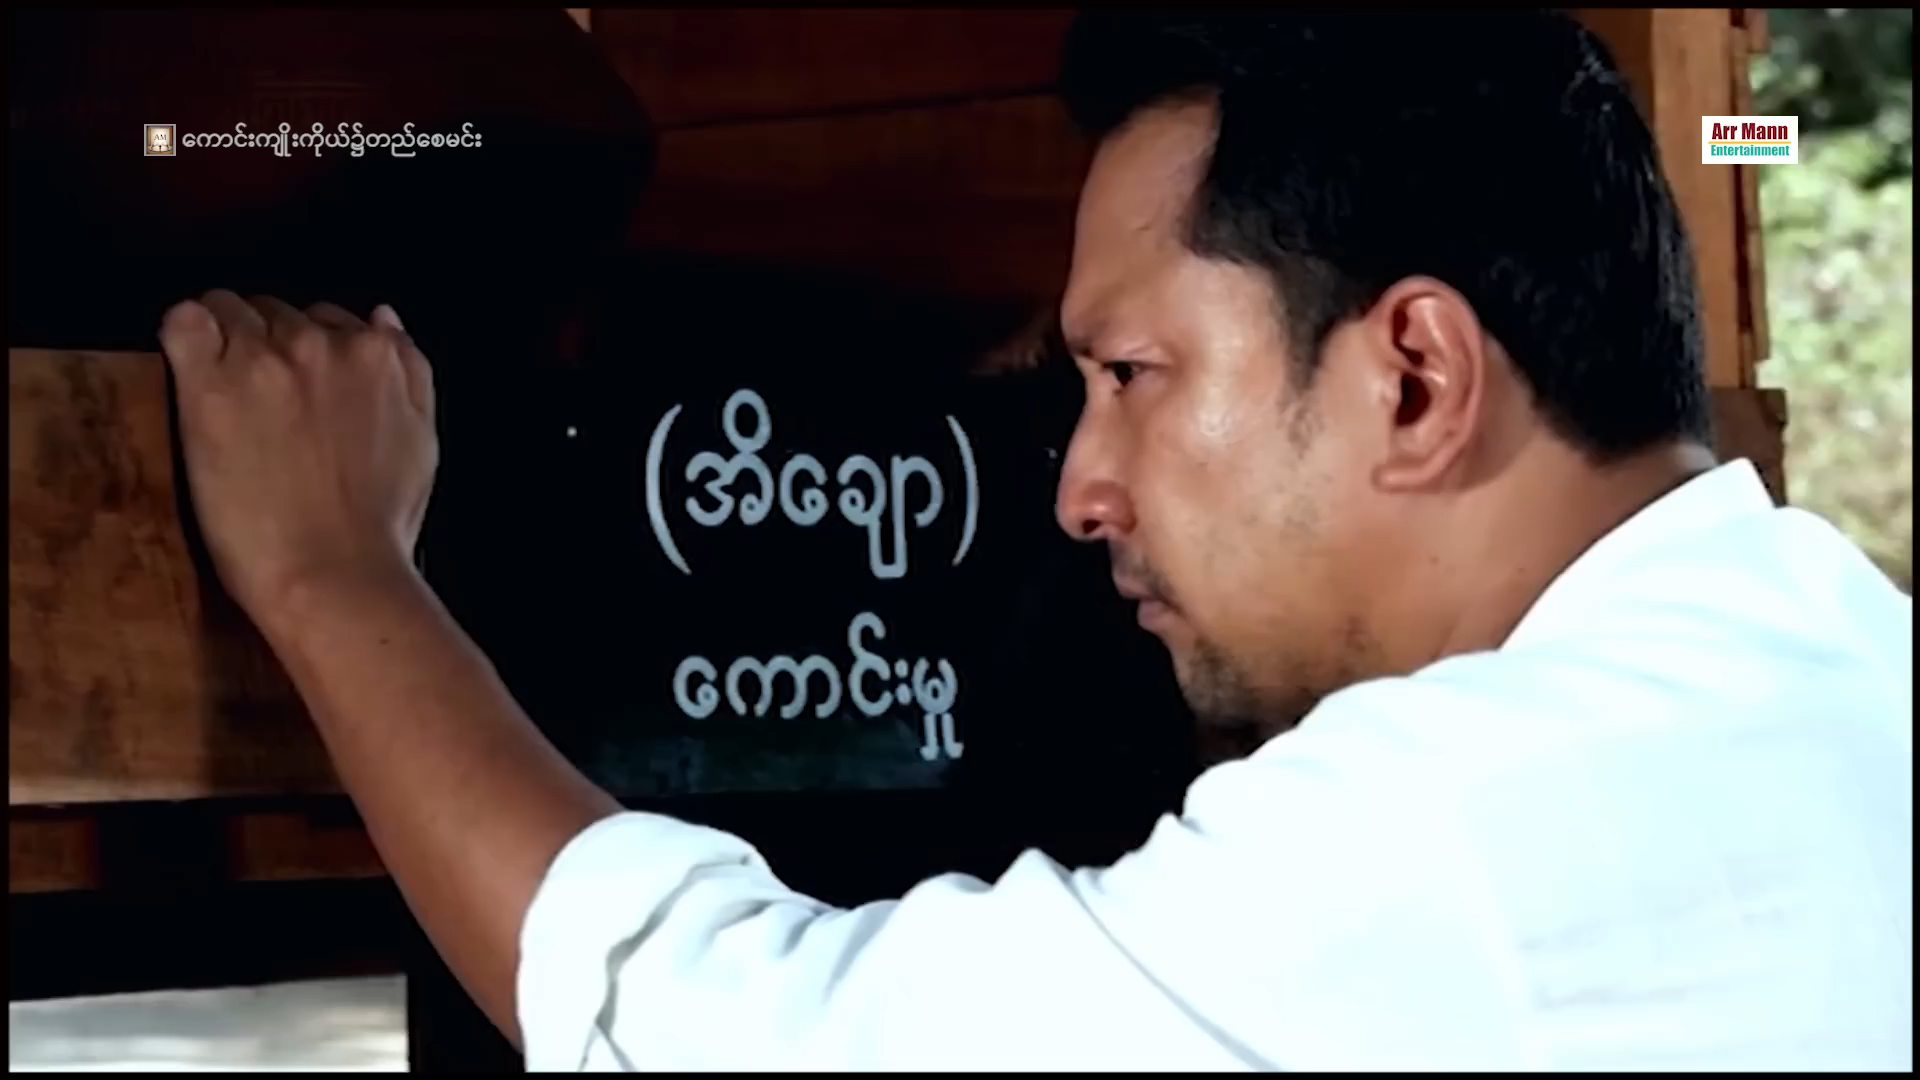 ကောင်းကျိုးကိုယ်၌တည်စေမင်း
Arr Mann
Entertainment
(အိချော)
ကောင်းမှု